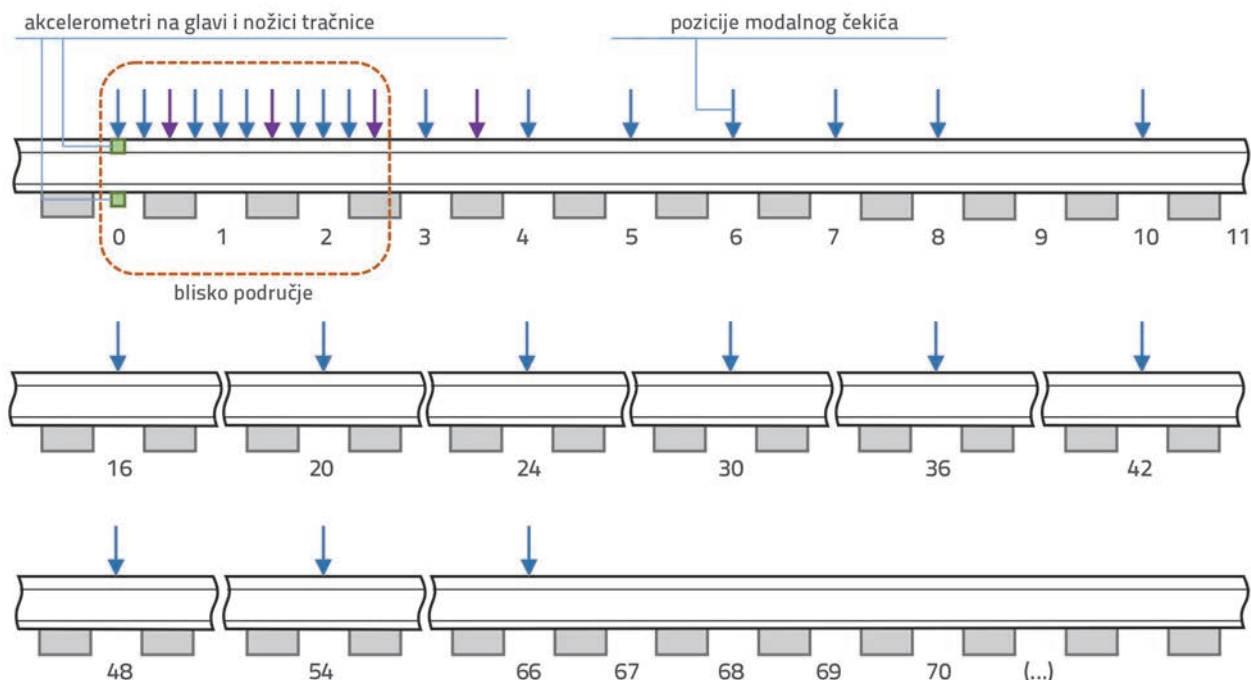 akcelerometri na glavi i nožici tračnice
pozicije modalnog čekića
0 1 2 3 4 5 6 7 8 9 10 11
blisko područje
16 20 24 30 36 42
48 54 66 67 68 69 70 (...)